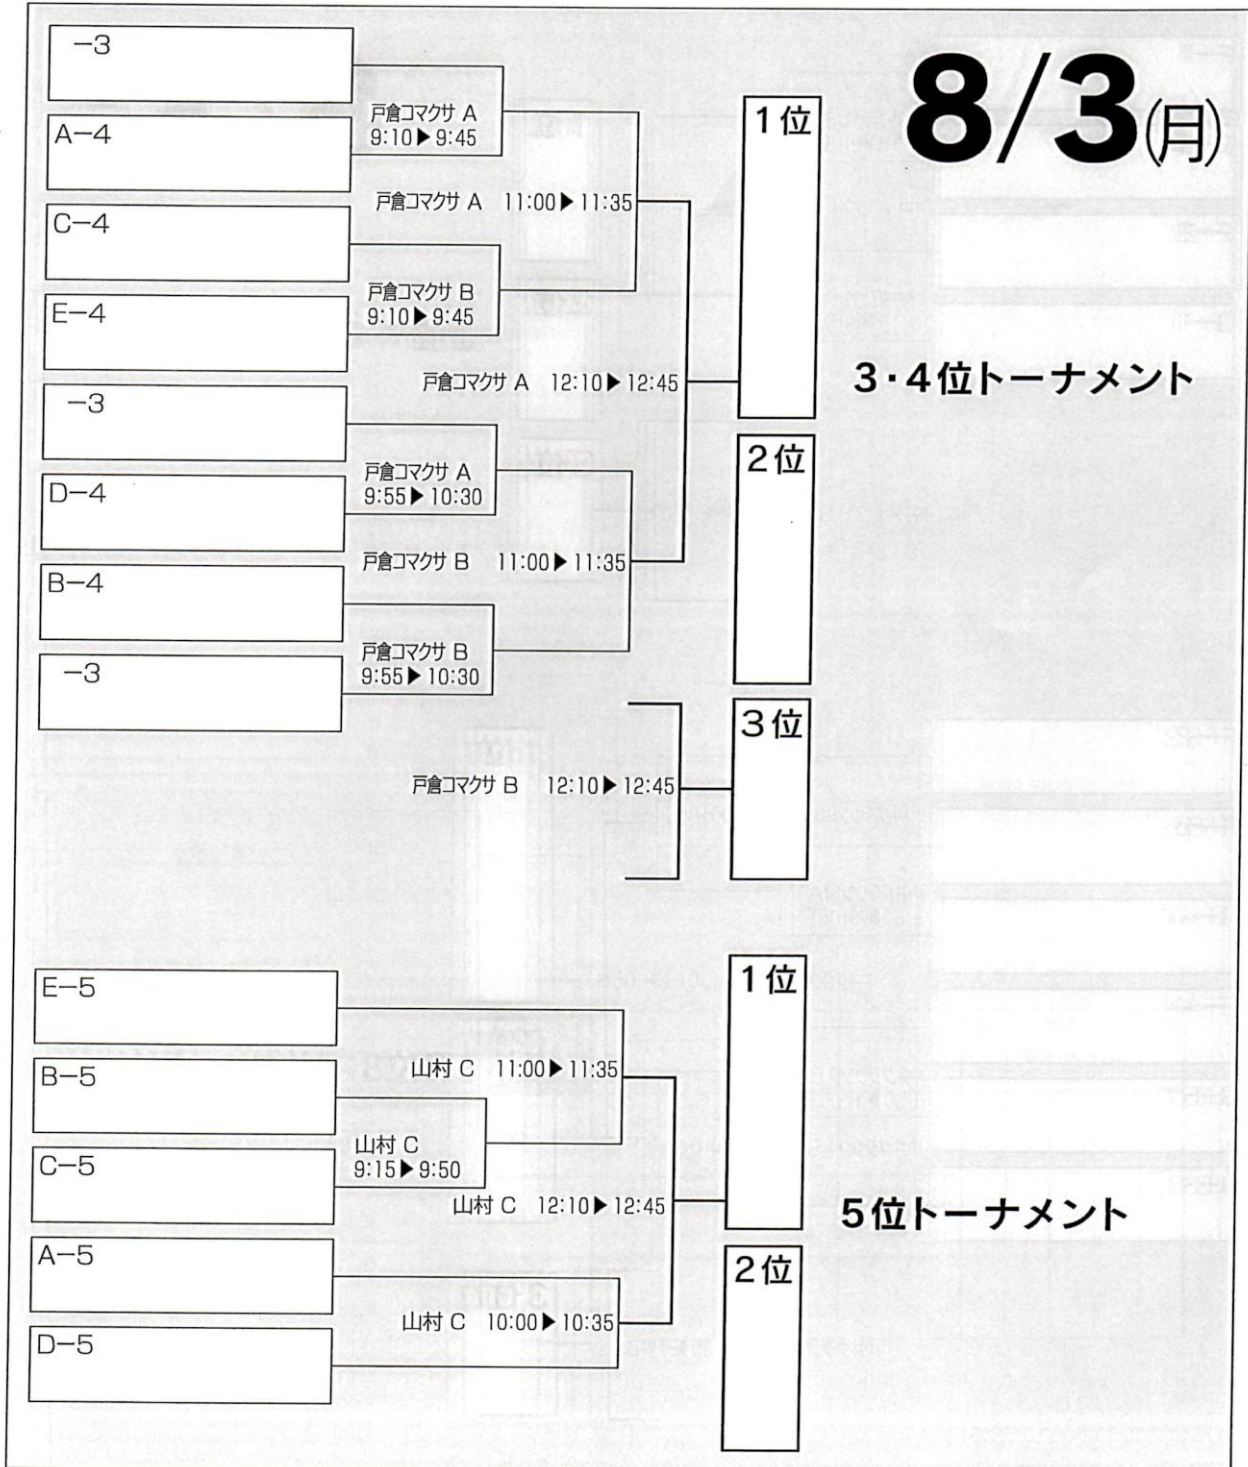 8/3(月)
－3
A－4
戸倉コマクサ A
9:10▶9:45
C－4
戸倉コマクサ A 11:00▶11:35
E－4
戸倉コマクサ B
9:10▶9:45
戸倉コマクサ A 12:10▶12:45
－3
D－4
戸倉コマクサ A
9:55▶10:30
戸倉コマクサ B 11:00▶11:35
B－4
－3
戸倉コマクサ B
9:55▶10:30
戸倉コマクサ B 12:10▶12:45
1位
2位
3位
3・4位トーナメント
E－5
B－5
山村 C 11:00▶11:35
C－5
山村 C
9:15▶9:50
山村 C 12:10▶12:45
A－5
D－5
山村 C 10:00▶10:35
1位
2位
5位トーナメント